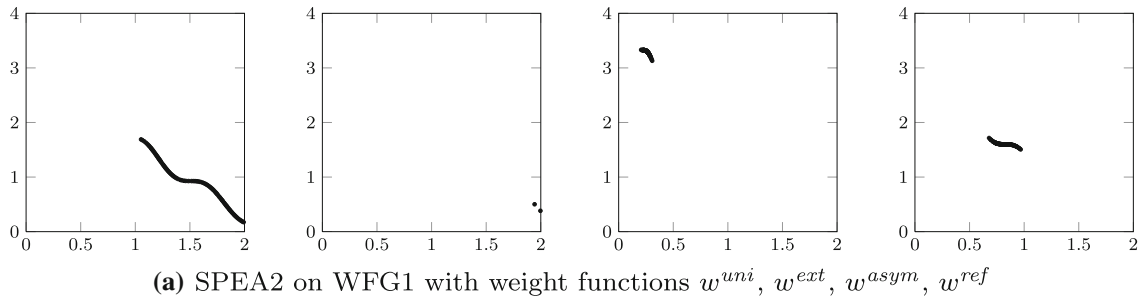 4 4 4 4
3 3 3 3
2 2 2 2
1 1 1 1
0 0 0 0
0 0.5 1 1.5 2 0 0.5 1 1.5 2 0 0.5 1 1.5 2 0 0.5 1 1.5 2
(a) SPEA2 on WFG1 with weight functions w^{uni}, w^{ext}, w^{asym}, w^{ref}